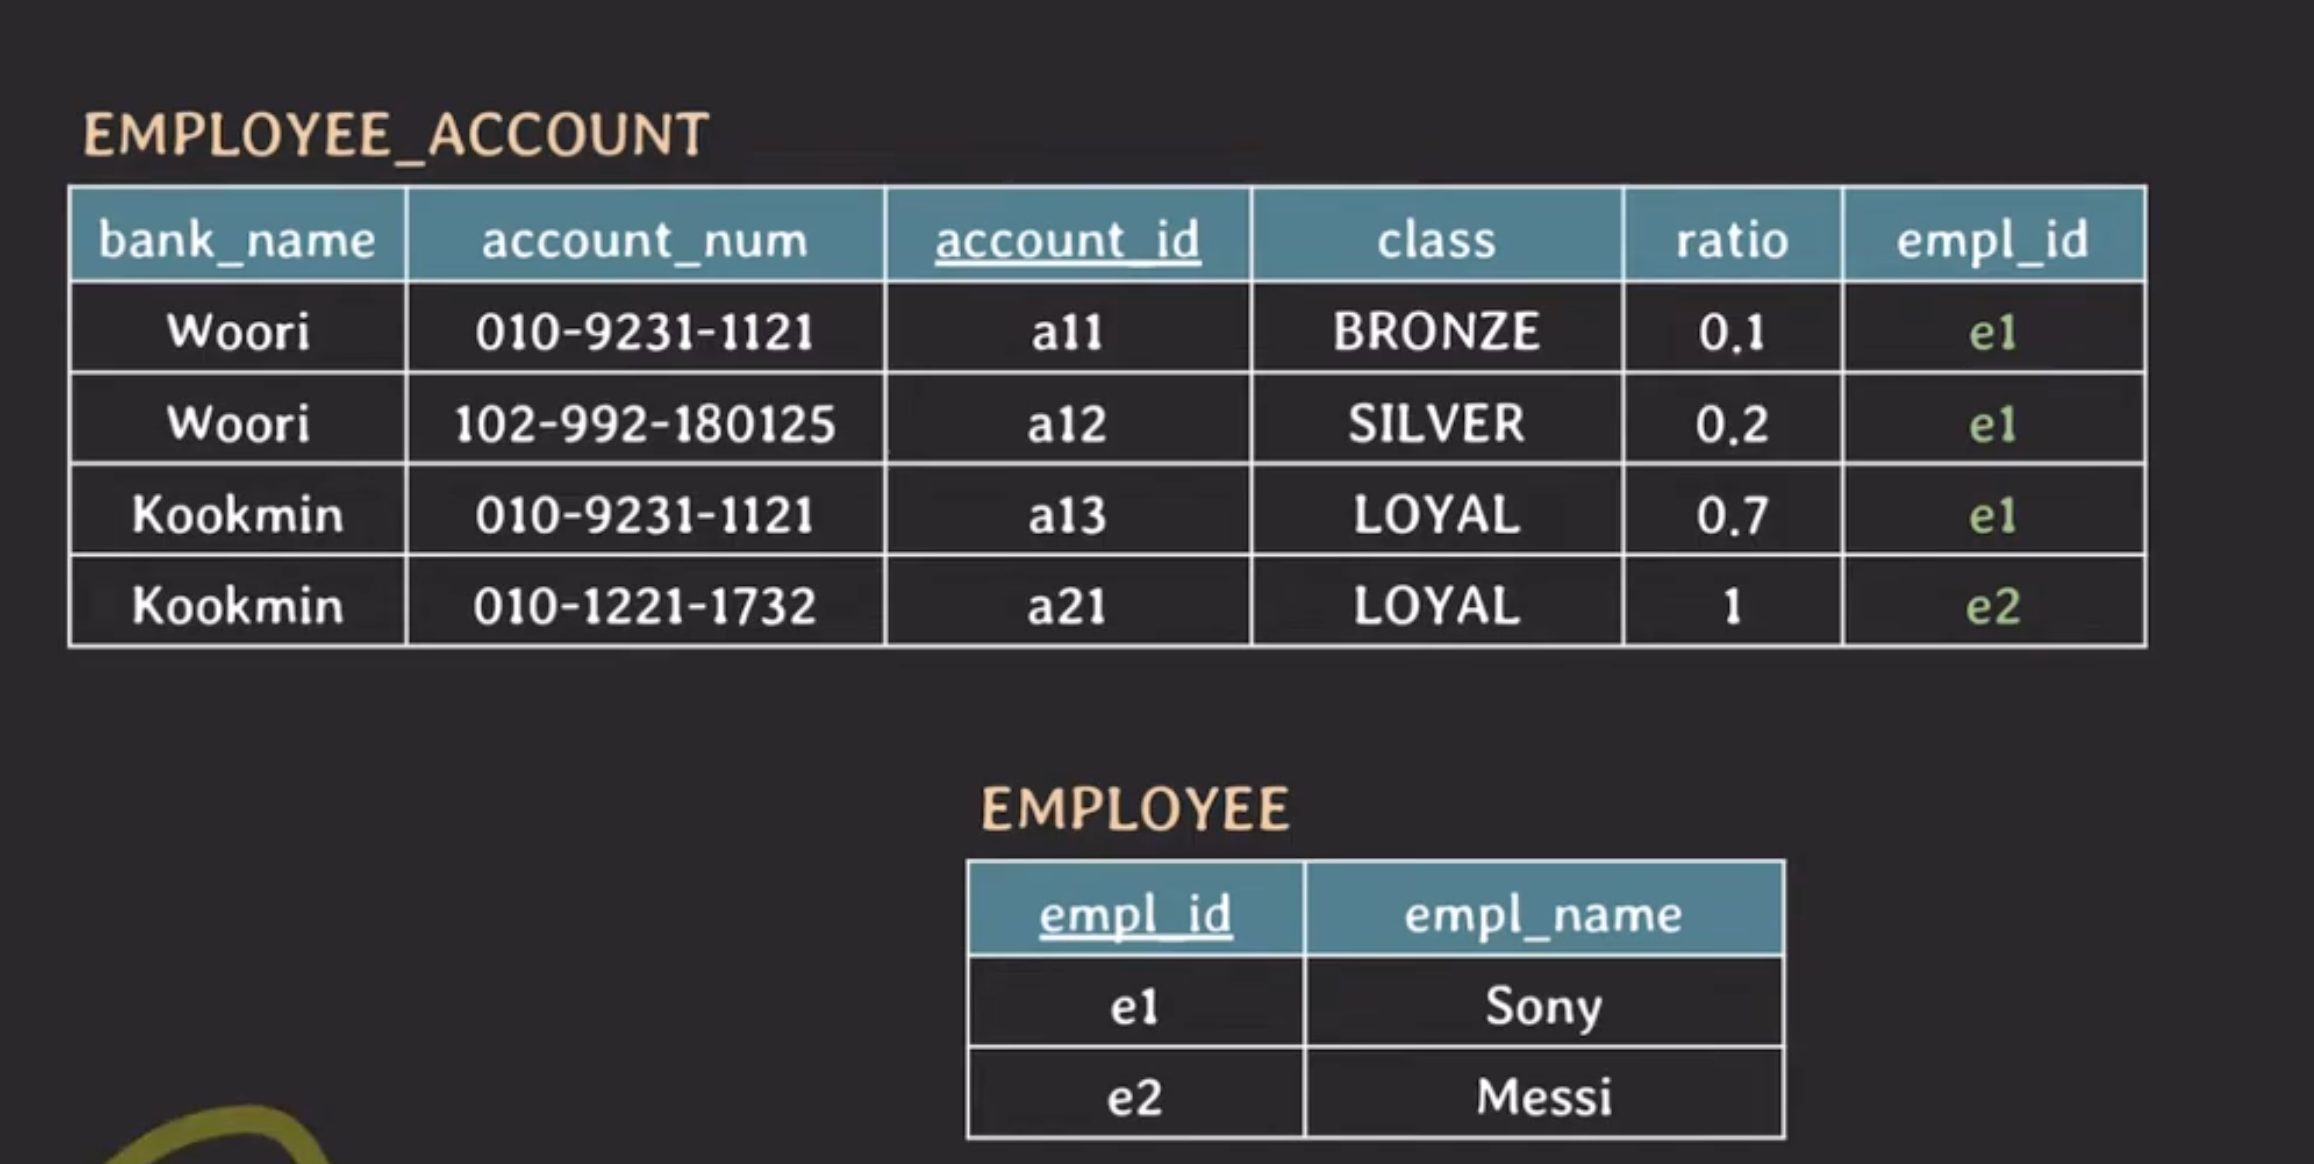 EMPLOYEE_ACCOUNT
bank_name account_num account_id class ratio empl_id
Woori 010-9231-1121 a11 BRONZE 0.1 e1
Woori 102-992-180125 a12 SILVER 0.2 e1
Kookmin 010-9231-1121 a13 LOYAL 0.7 e1
Kookmin 010-1221-1732 a21 LOYAL 1 e2
EMPLOYEE
empl_id empl_name
e1 Sony
e2 Messi